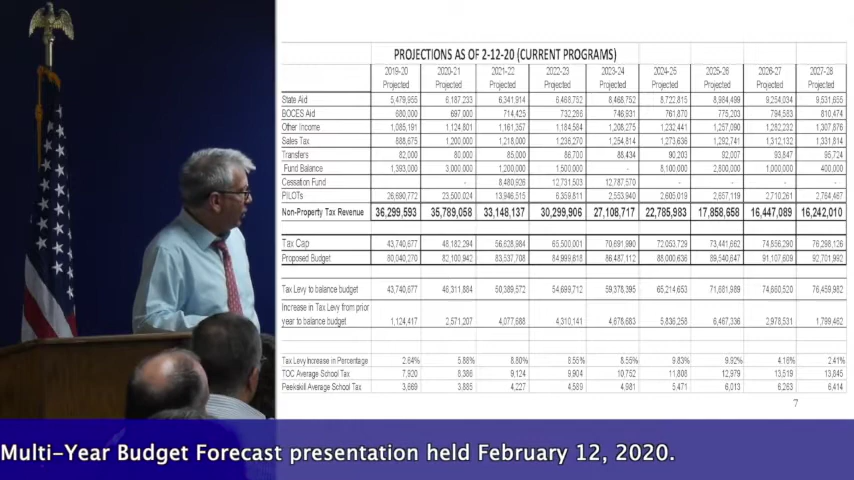 PROJECTIONS AS OF 2-12-20 (CURRENT PROGRAMS)
2019-20 2020-21 2021-22 2022-23 2023-24 2024-25 2025-26 2026-27 2027-28
Projected Projected Projected Projected Projected Projected Projected Projected Projected
State Aid 5,479,955 6,187,233 6,341,914 6,468,752 8,468,752 8,722,815 8,984,499 9,254,034 9,531,655
BOCES Aid 680,000 697,000 714,425 732,286 746,931 761,870 775,203 794,583 810,474
Other Income 1,085,191 1,124,801 1,161,357 1,184,584 1,208,275 1,232,441 1,257,090 1,282,232 1,307,876
Sales Tax 888,675 1,200,000 1,218,000 1,236,270 1,254,814 1,273,636 1,292,741 1,312,132 1,331,814
Transfers 82,000 80,000 85,000 86,700 88,434 90,203 92,007 93,847 95,724
Fund Balance 1,393,000 3,000,000 1,200,000 1,500,000 - 8,100,000 2,800,000 1,000,000 400,000
Cessation Fund - 8,480,926 12,731,503 12,787,570 - - - -
PILOTs 26,690,772 23,500,024 13,946,515 6,359,811 2,553,940 2,605,019 2,657,119 2,710,261 2,764,467
Non-Property Tax Revenue 36,299,593 35,789,058 33,148,137 30,299,906 27,108,717 22,785,983 17,858,658 16,447,089 16,242,010
Tax Cap 43,740,677 48,182,294 56,628,984 65,500,001 70,691,990 72,053,729 73,441,662 74,856,290 76,298,126
Proposed Budget 80,040,270 82,100,942 83,537,708 84,999,618 86,487,112 88,000,636 89,540,647 91,107,609 92,701,992
Tax Levy to balance budget 43,740,677 46,311,884 50,389,572 54,699,712 59,378,395 65,214,653 71,681,989 74,660,520 76,459,982
Increase in Tax Levy from prior
year to balance budget 1,124,417 2,571,207 4,077,688 4,310,141 4,678,683 5,836,258 6,467,336 2,978,531 1,799,462
Tax Levy Increase in Percentage 2.64% 5.88% 8.80% 8.55% 8.55% 9.83% 9.92% 4.16% 2.41%
TOC Average School Tax 7,920 8,386 9,124 9,904 10,752 11,808 12,979 13,519 13,845
Peekskill Average School Tax 3,669 3,885 4,227 4,589 4,981 5,471 6,013 6,263 6,414
7
Multi-Year Budget Forecast presentation held February 12, 2020.